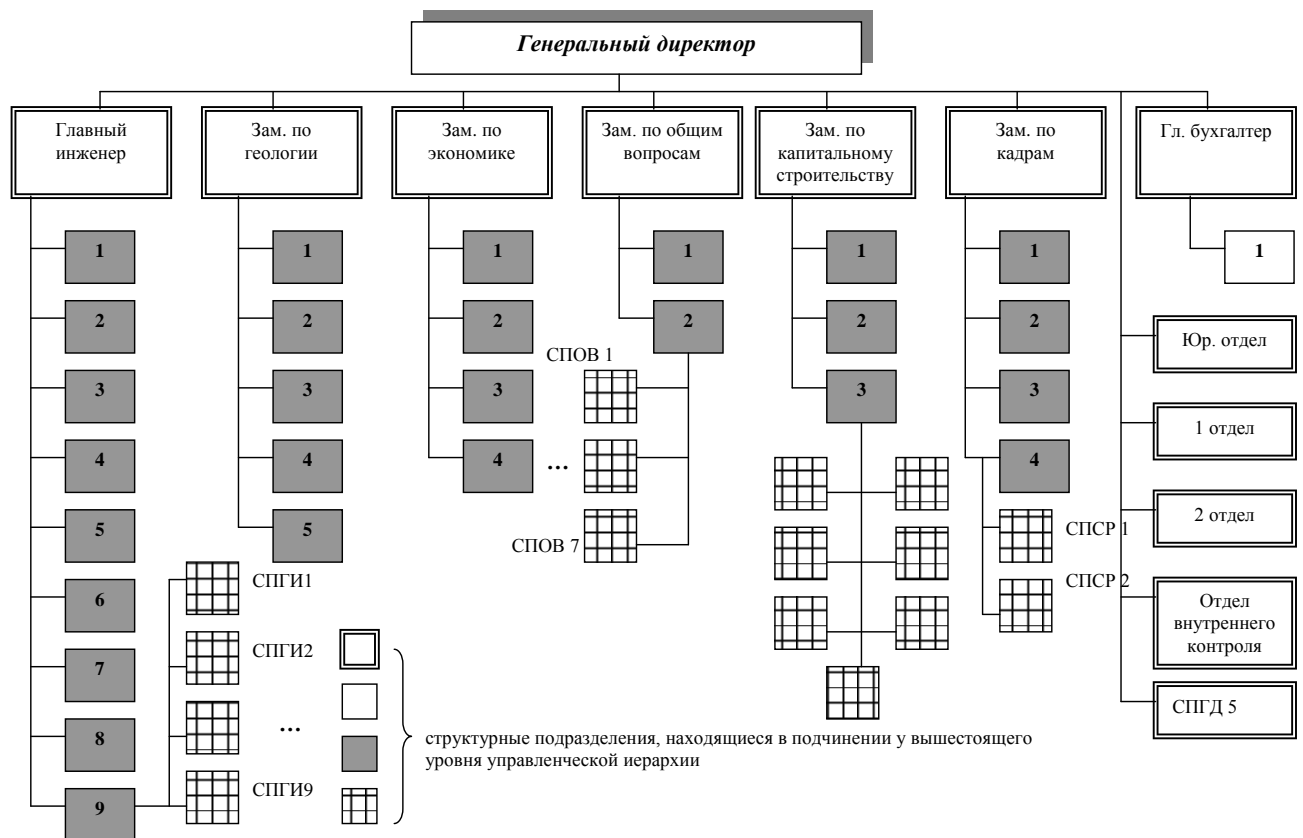 Генеральный директор
Главный
инженер
Зам. по
геологии
Зам. по
экономике
Зам. по общим
вопросам
Зам. по
капитальному
строительству
Зам. по
кадрам
Гл. бухгалтер
1
2
3
4
5
6
7
8
9
СПГИ1
СПГИ2
...
СПГИ9
1
2
3
4
5
1
2
3
4
1
2
СПОВ 1
...
СПОВ 7
1
2
3
1
2
3
4
СПСР 1
СПСР 2
1
Юр. отдел
1 отдел
2 отдел
Отдел
внутреннего
контроля
СПГД 5
структурные подразделения, находящиеся в подчинении у вышестоящего
уровня управленческой иерархии